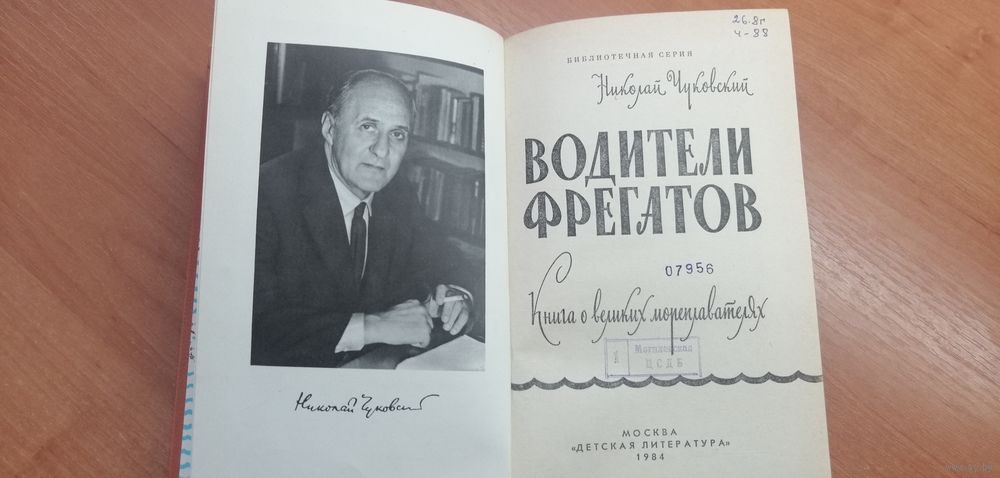 Николай Чуковский
26.8г
Ч-88
БИБЛИОТЕЧНАЯ СЕРИЯ
Николай Чуковский
ВОДИТЕЛИ
ФРЕГАТОВ
07956
Книга о великих мореплавателях
1
Могилевская
ЦСДБ
МОСКВА
«ДЕТСКАЯ ЛИТЕРАТУРА»
1984